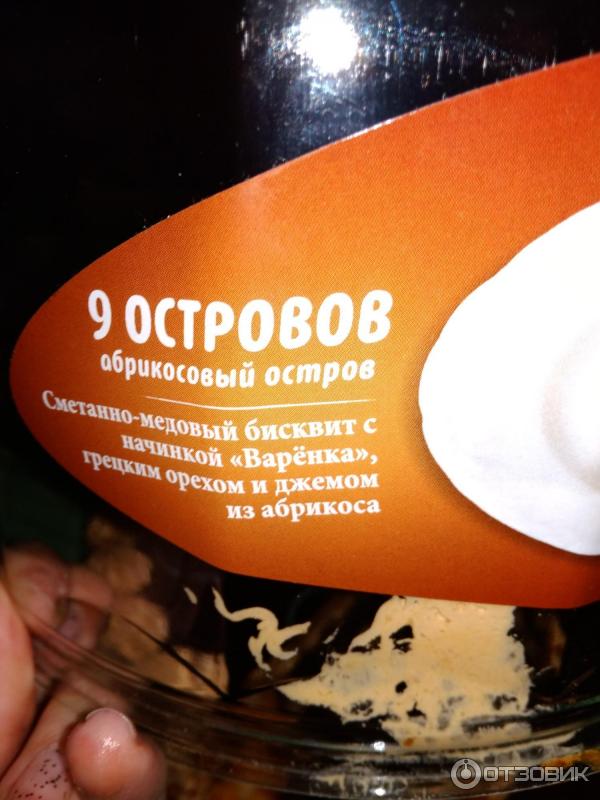 9 ОСТРОВОВ
абрикосовый остров
Сметанно-медовый бисквит с
начинкой «Варёнка»,
грецким орехом и джемом
из абрикоса
ОТЗОВИК